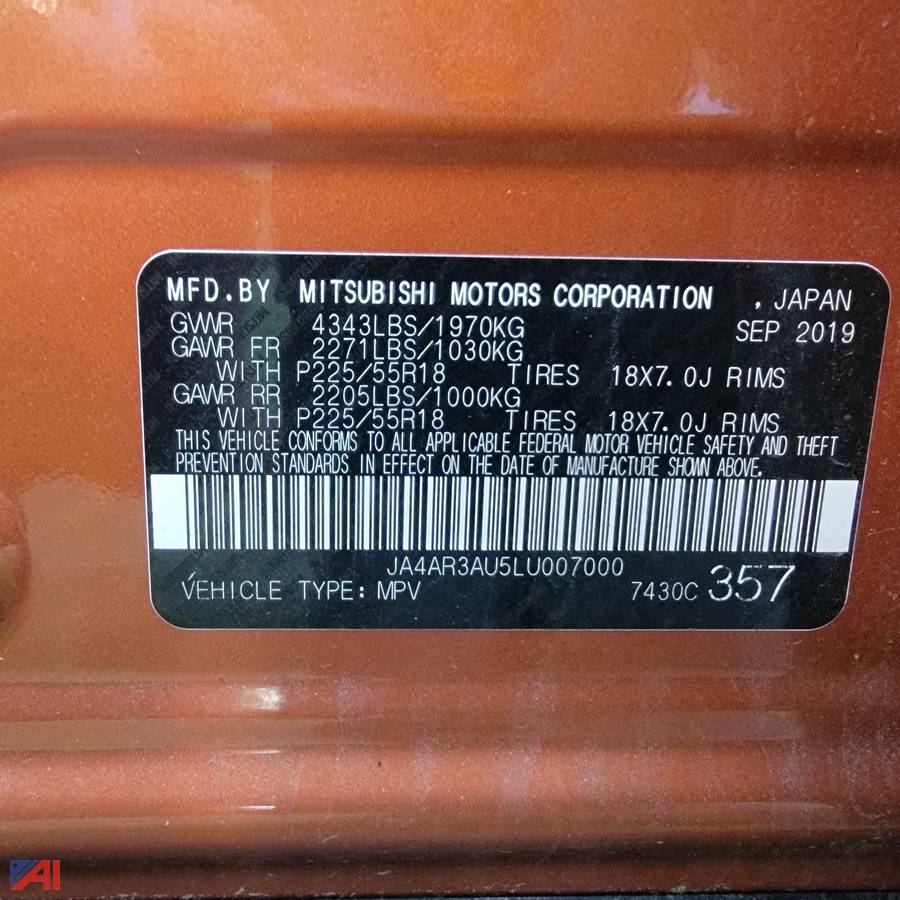 MFD.BY MITSUBISHI MOTORS CORPORATION , JAPAN
GVWR 4343LBS/1970KG SEP 2019
GAWR FR 2271LBS/1030KG
WITH P225/55R18 TIRES 18X7.0J RIMS
GAWR RR 2205LBS/1000KG
WITH P225/55R18 TIRES 18X7.0J RIMS
THIS VEHICLE CONFORMS TO ALL APPLICABLE FEDERAL MOTOR VEHICLE SAFETY AND THEFT
PREVENTION STANDARDS IN EFFECT ON THE DATE OF MANUFACTURE SHOWN ABOVE.
JA4AR3AU5LU007000
VEHICLE TYPE: MPV 7430C 357
AI